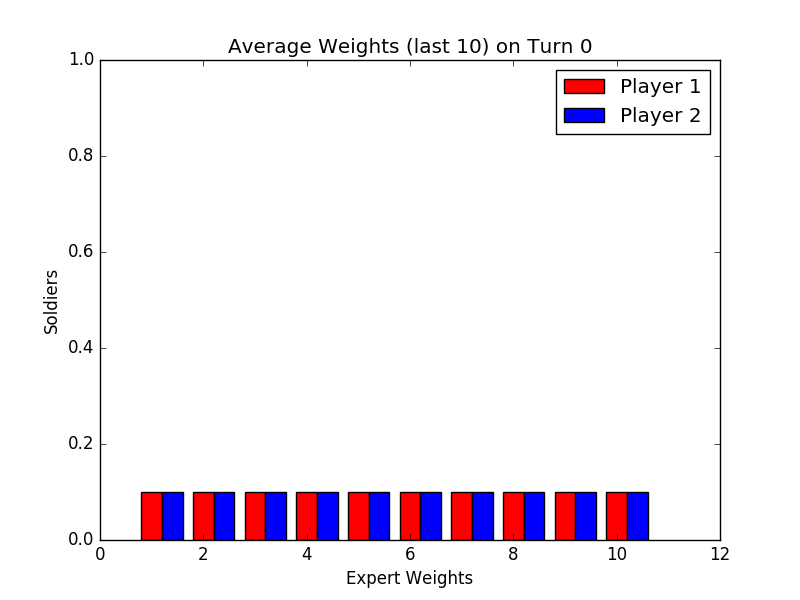 Average Weights (last 10) on Turn 0
Player 1
Player 2
1.0
0.8
0.6
0.4
0.2
0.0
Soldiers
0 2 4 6 8 10 12
Expert Weights